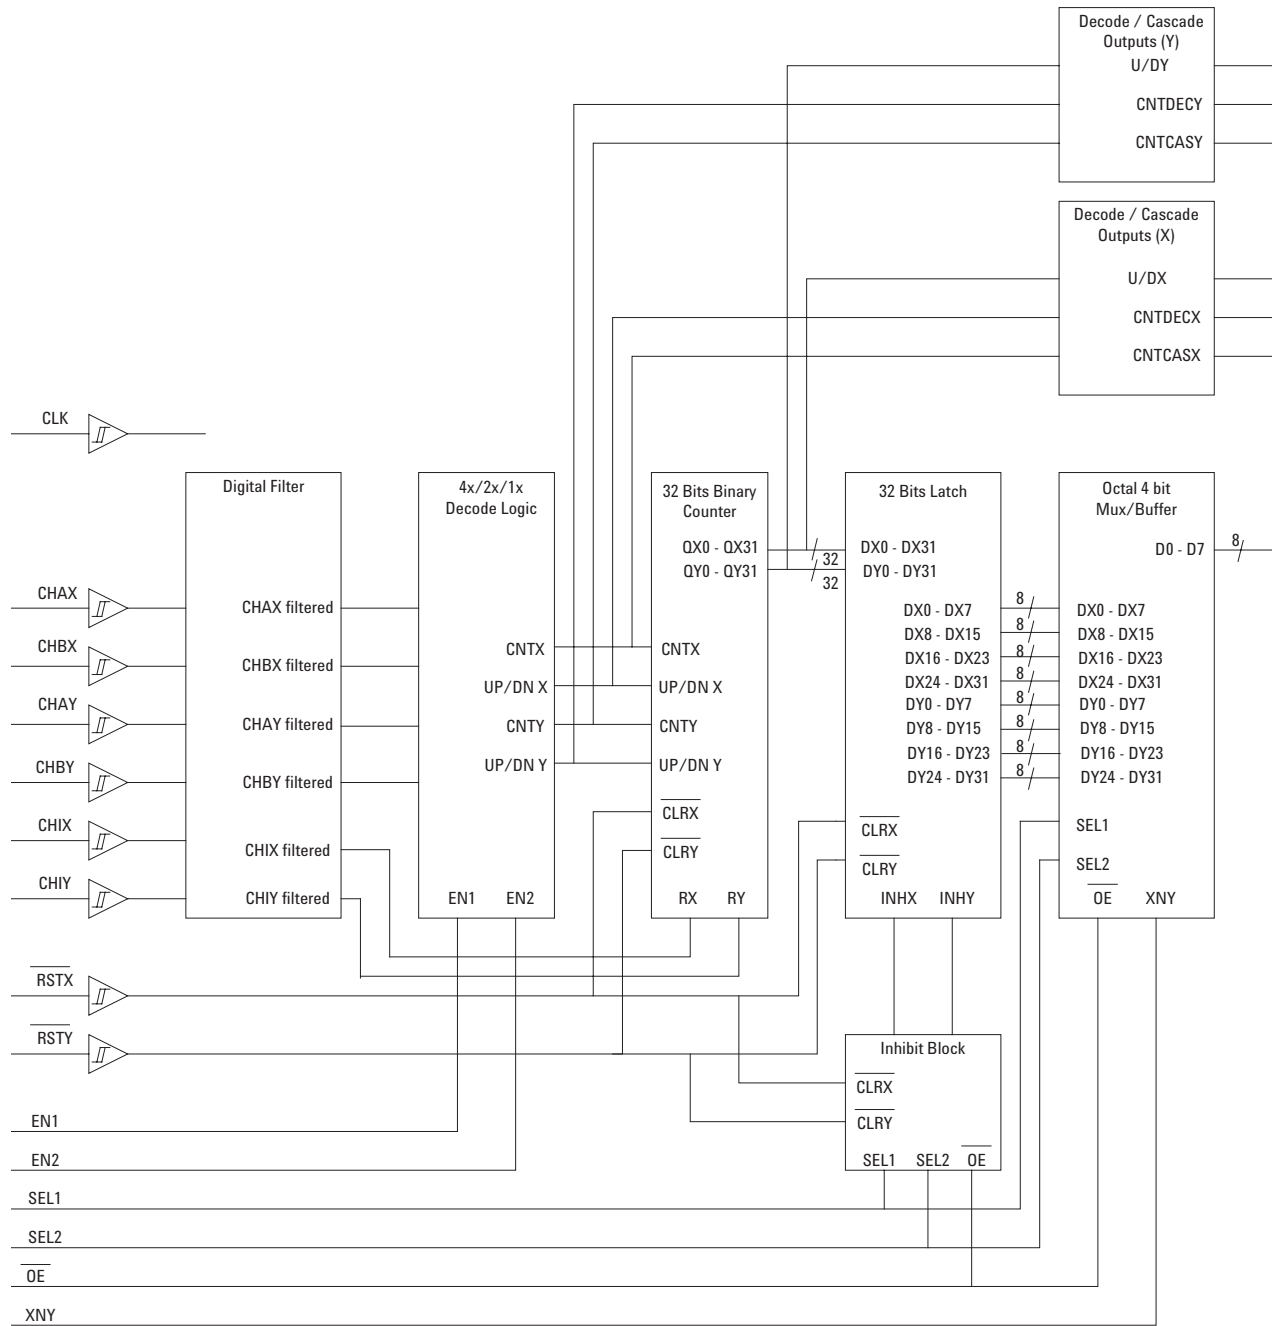 Decode / Cascade
Outputs (Y)
U/DY
CNTDECY
CNTCASY
Decode / Cascade
Outputs (X)
U/DX
CNTDECX
CNTCASX
CLK
CHAX
CHBX
CHAY
CHBY
CHIX
CHIY
RSTX
RSTY
EN1
EN2
SEL1
SEL2
OE
XNY
Digital Filter
CHAX filtered
CHBX filtered
CHAY filtered
CHBY filtered
CHIX filtered
CHIY filtered
4x/2x/1x
Decode Logic
CNTX
UP/DN X
CNTY
UP/DN Y
EN1 EN2
32 Bits Binary
Counter
QX0 - QX31
QY0 - QY31
CNTX
UP/DN X
CNTY
UP/DN Y
CLRX
CLRY
RX RY
32
32
32 Bits Latch
DX0 - DX31
DY0 - DY31
DX0 - DX7
DX8 - DX15
DX16 - DX23
DX24 - DX31
DY0 - DY7
DY8 - DY15
DY16 - DY23
DY24 - DY31
CLRX
CLRY
INHX INHY
8
8
8
8
8
8
8
8
Octal 4 bit
Mux/Buffer
D0 - D7
8
DX0 - DX7
DX8 - DX15
DX16 - DX23
DX24 - DX31
DY0 - DY7
DY8 - DY15
DY16 - DY23
DY24 - DY31
SEL1
SEL2
OE XNY
Inhibit Block
CLRX
CLRY
SEL1 SEL2 OE